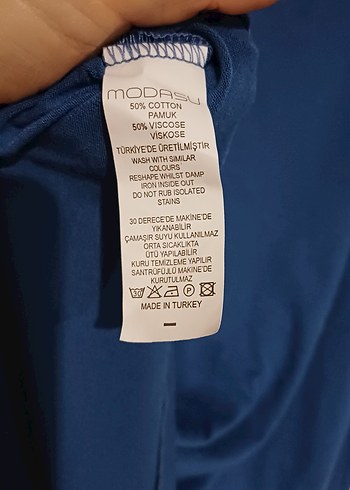 MODASU
50% COTTON
PAMUK
50% VISCOSE
VİSKOSE
TÜRKİYE'DE ÜRETİLMİŞTİR
WASH WITH SIMILAR
COLOURS
RESHAPE WHILST DAMP
IRON INSIDE OUT
DO NOT RUB ISOLATED
STAINS
30 DERECE'DE MAKİNE'DE
YIKANABİLİR
ÇAMAŞIR SUYU KULLANILMAZ
ORTA SICAKLIKTA
ÜTÜ YAPILABİLİR
KURU TEMİZLEME YAPILIR
SANTRÜFÜJLÜ MAKİNE'DE
KURUTULMAZ
30 P
MADE IN TURKEY